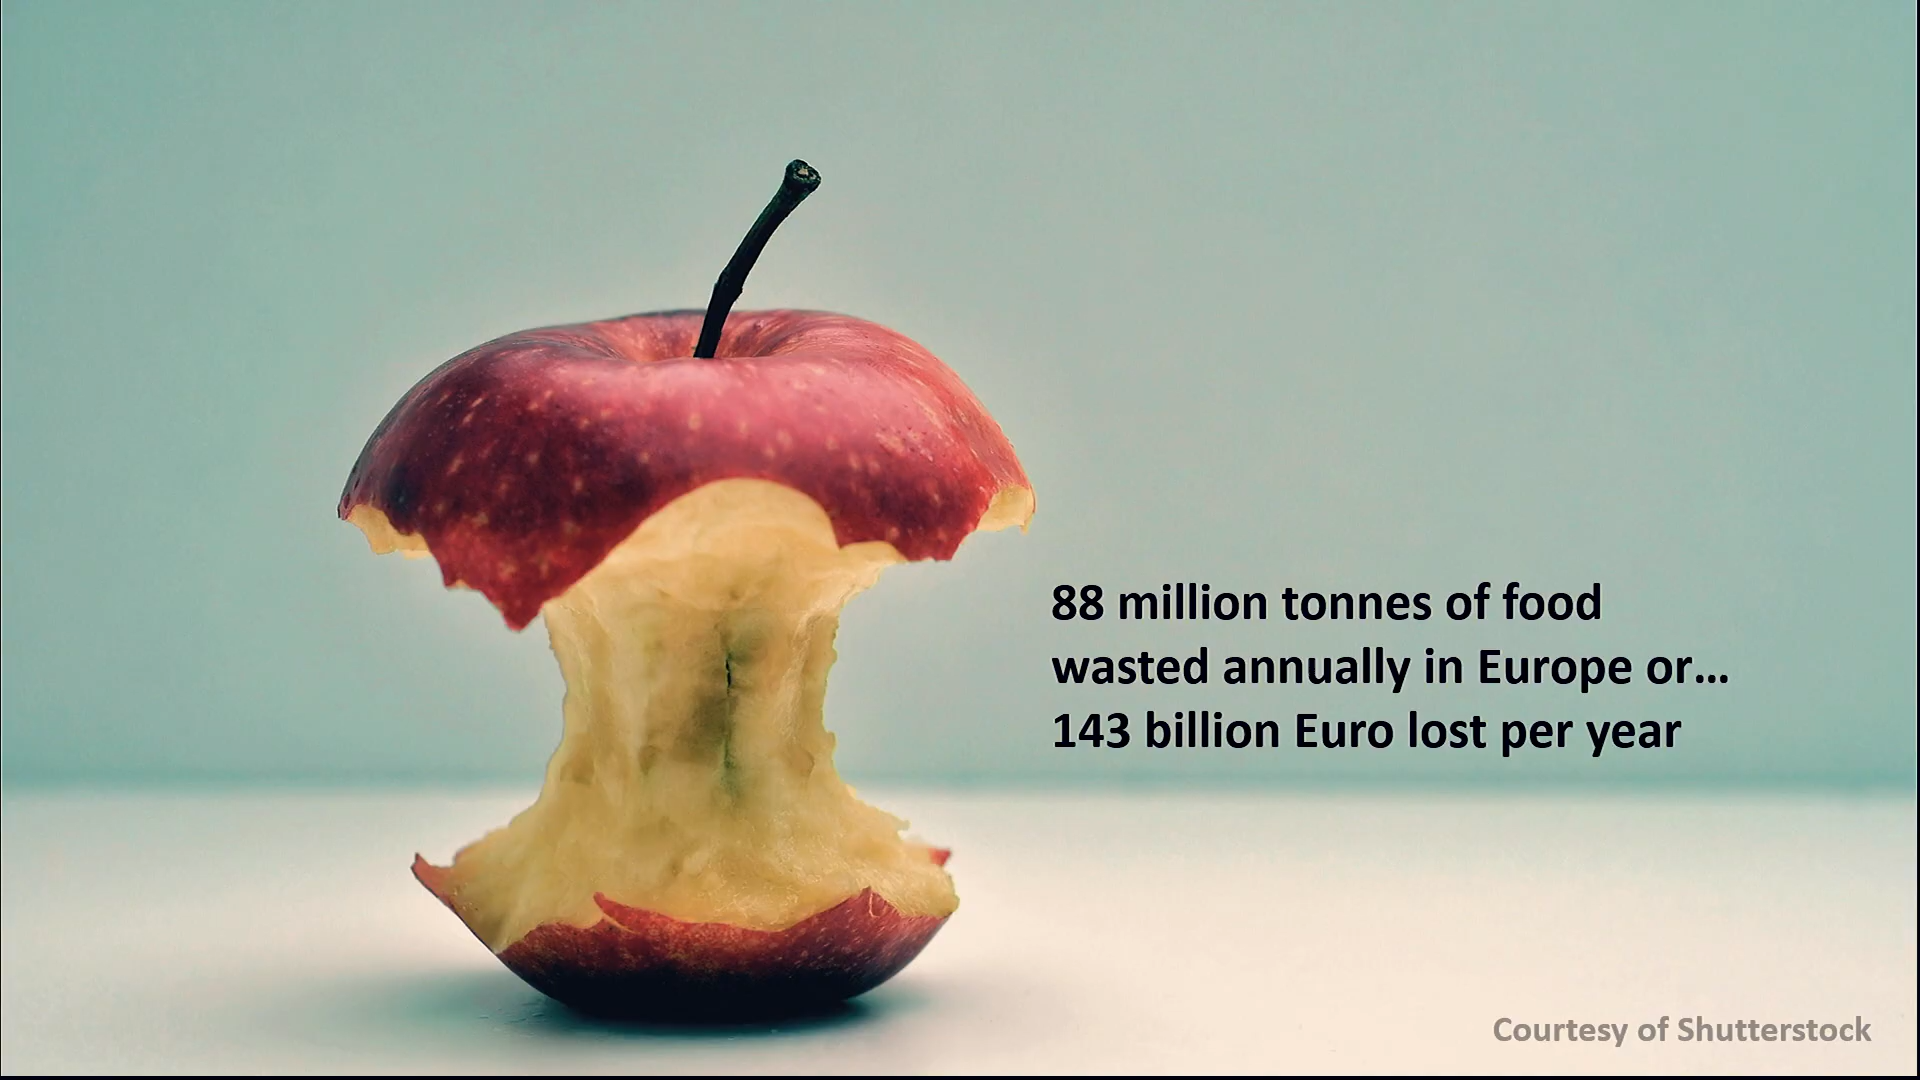 88 million tonnes of food
wasted annually in Europe or...
143 billion Euro lost per year
Courtesy of Shutterstock